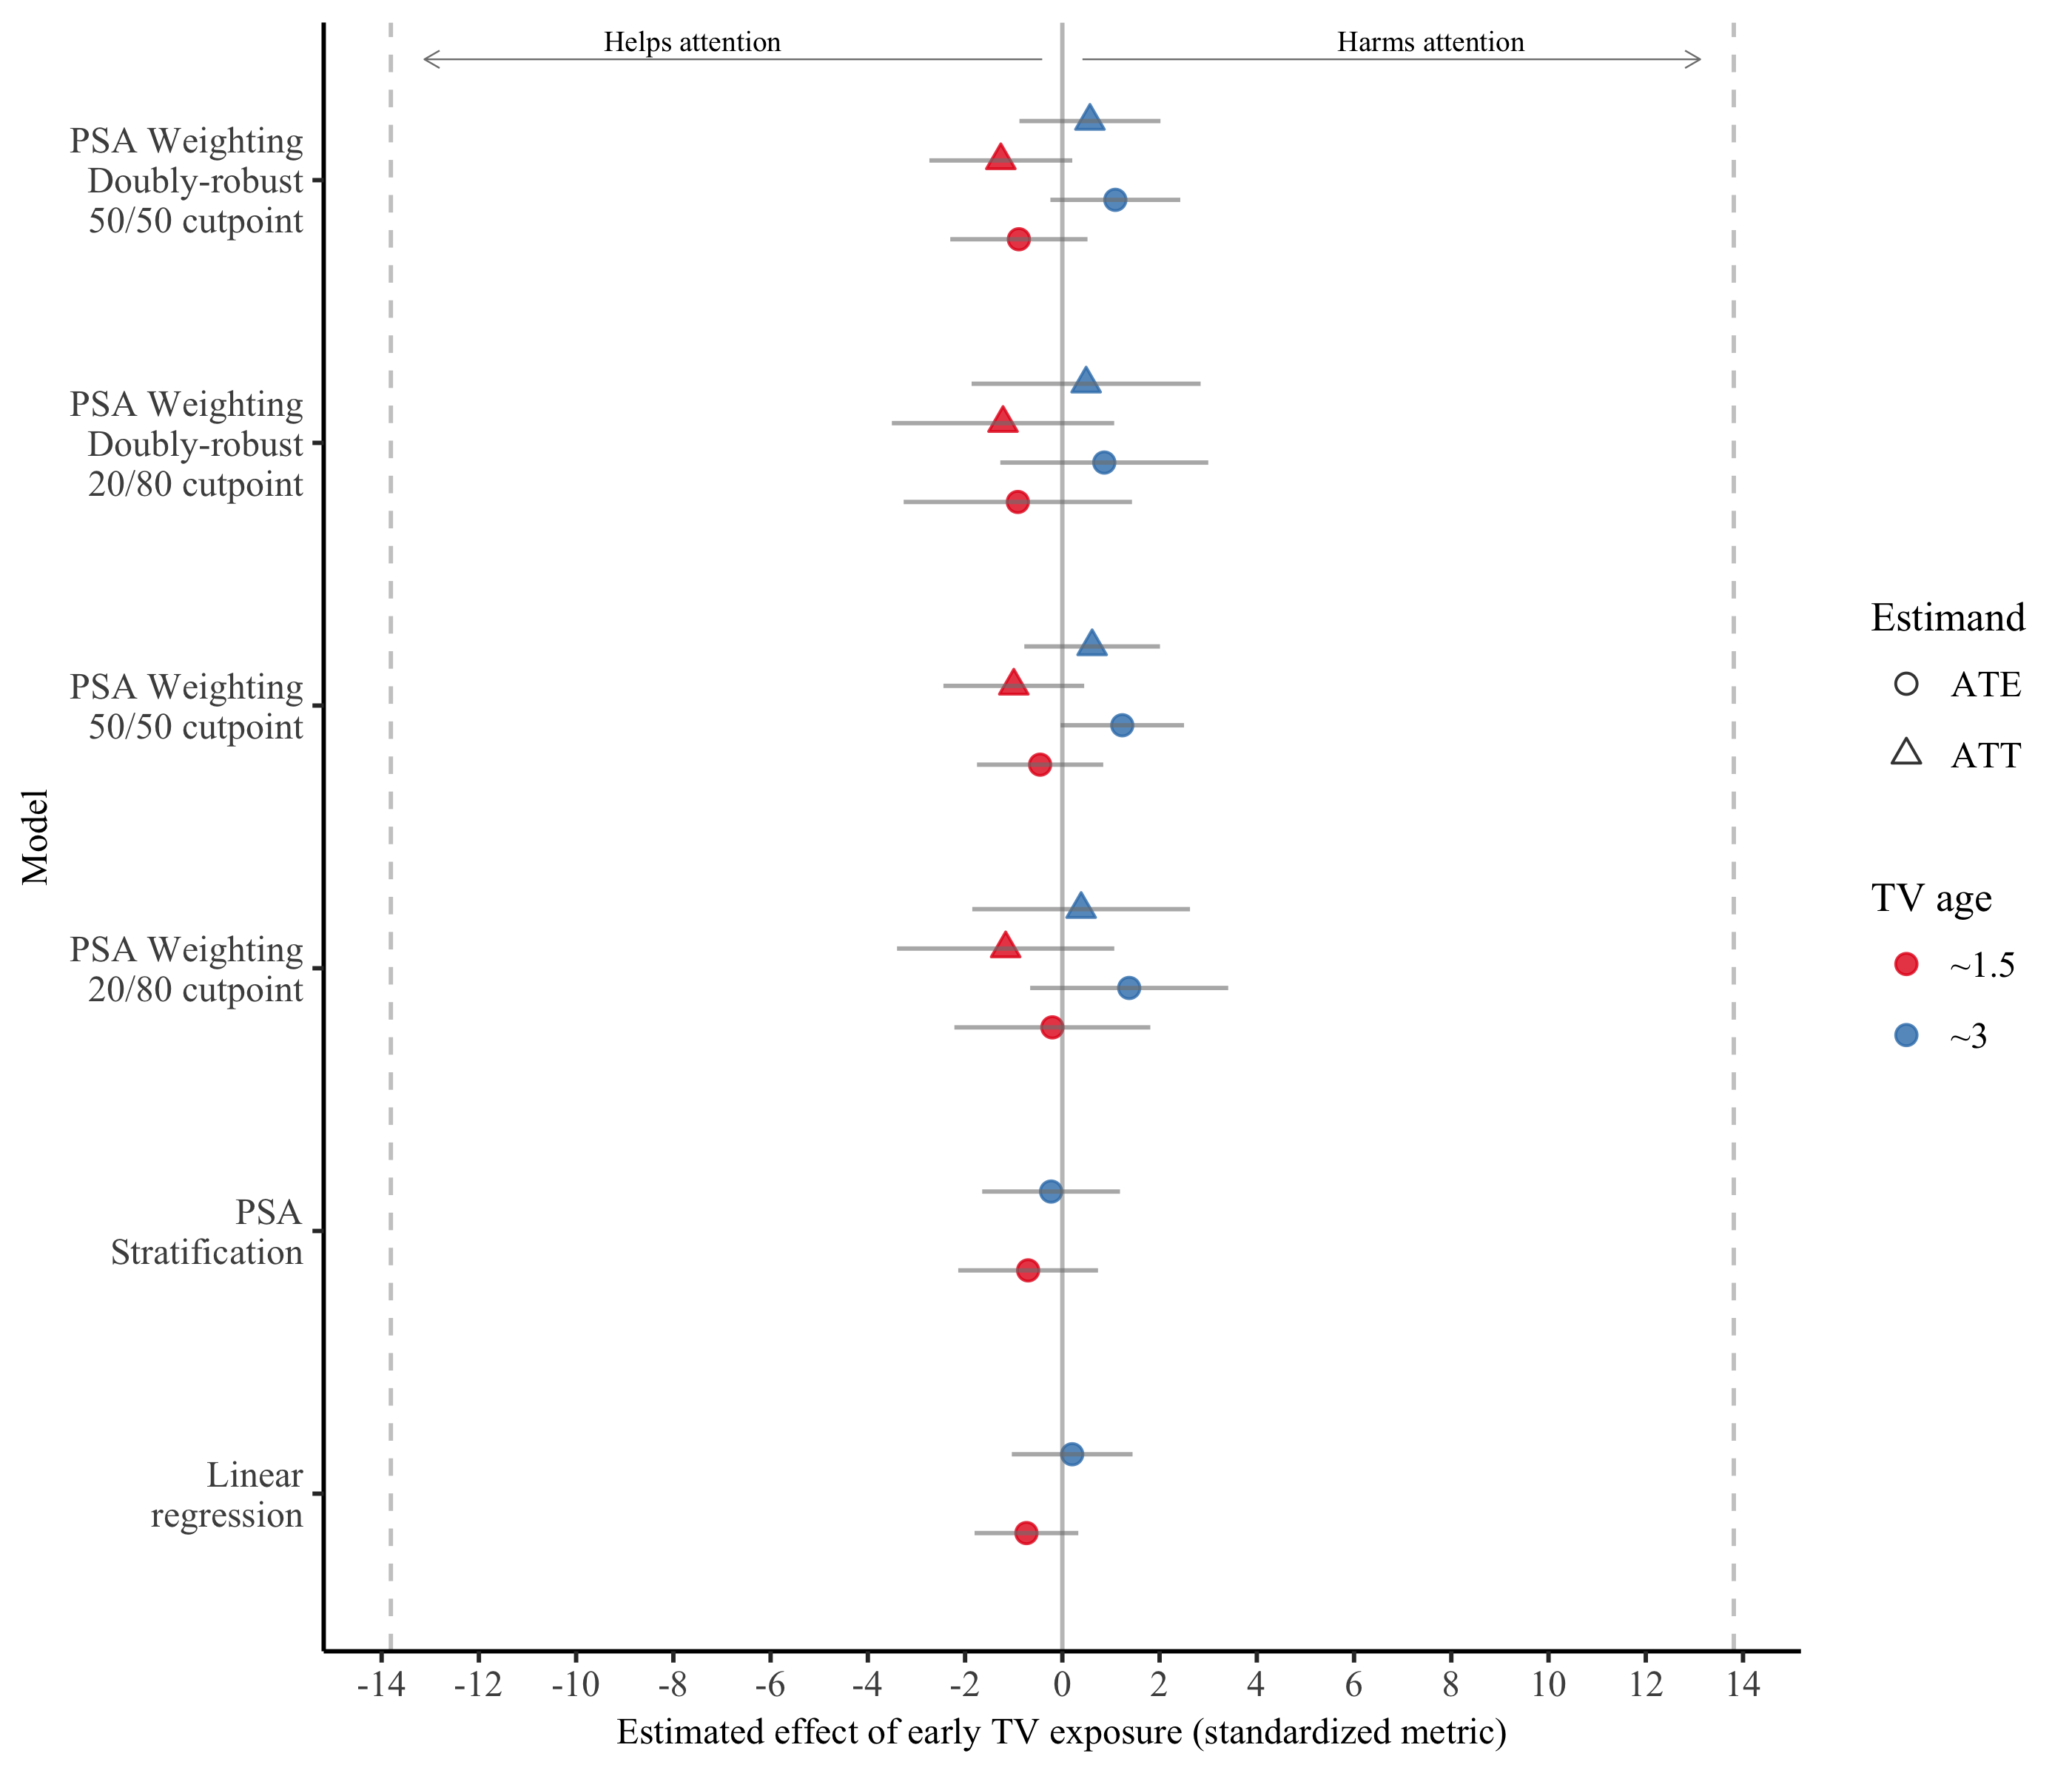 Helps attention
Harms attention
PSA Weighting
Doubly-robust
50/50 cutpoint
PSA Weighting
Doubly-robust
20/80 cutpoint
PSA Weighting
50/50 cutpoint
PSA Weighting
20/80 cutpoint
PSA
Stratification
Linear
regression
Model
-14 -12 -10 -8 -6 -4 -2 0 2 4 6 8 10 12 14
Estimated effect of early TV exposure (standardized metric)
Estimand
ATE
ATT
TV age
~1.5
~3